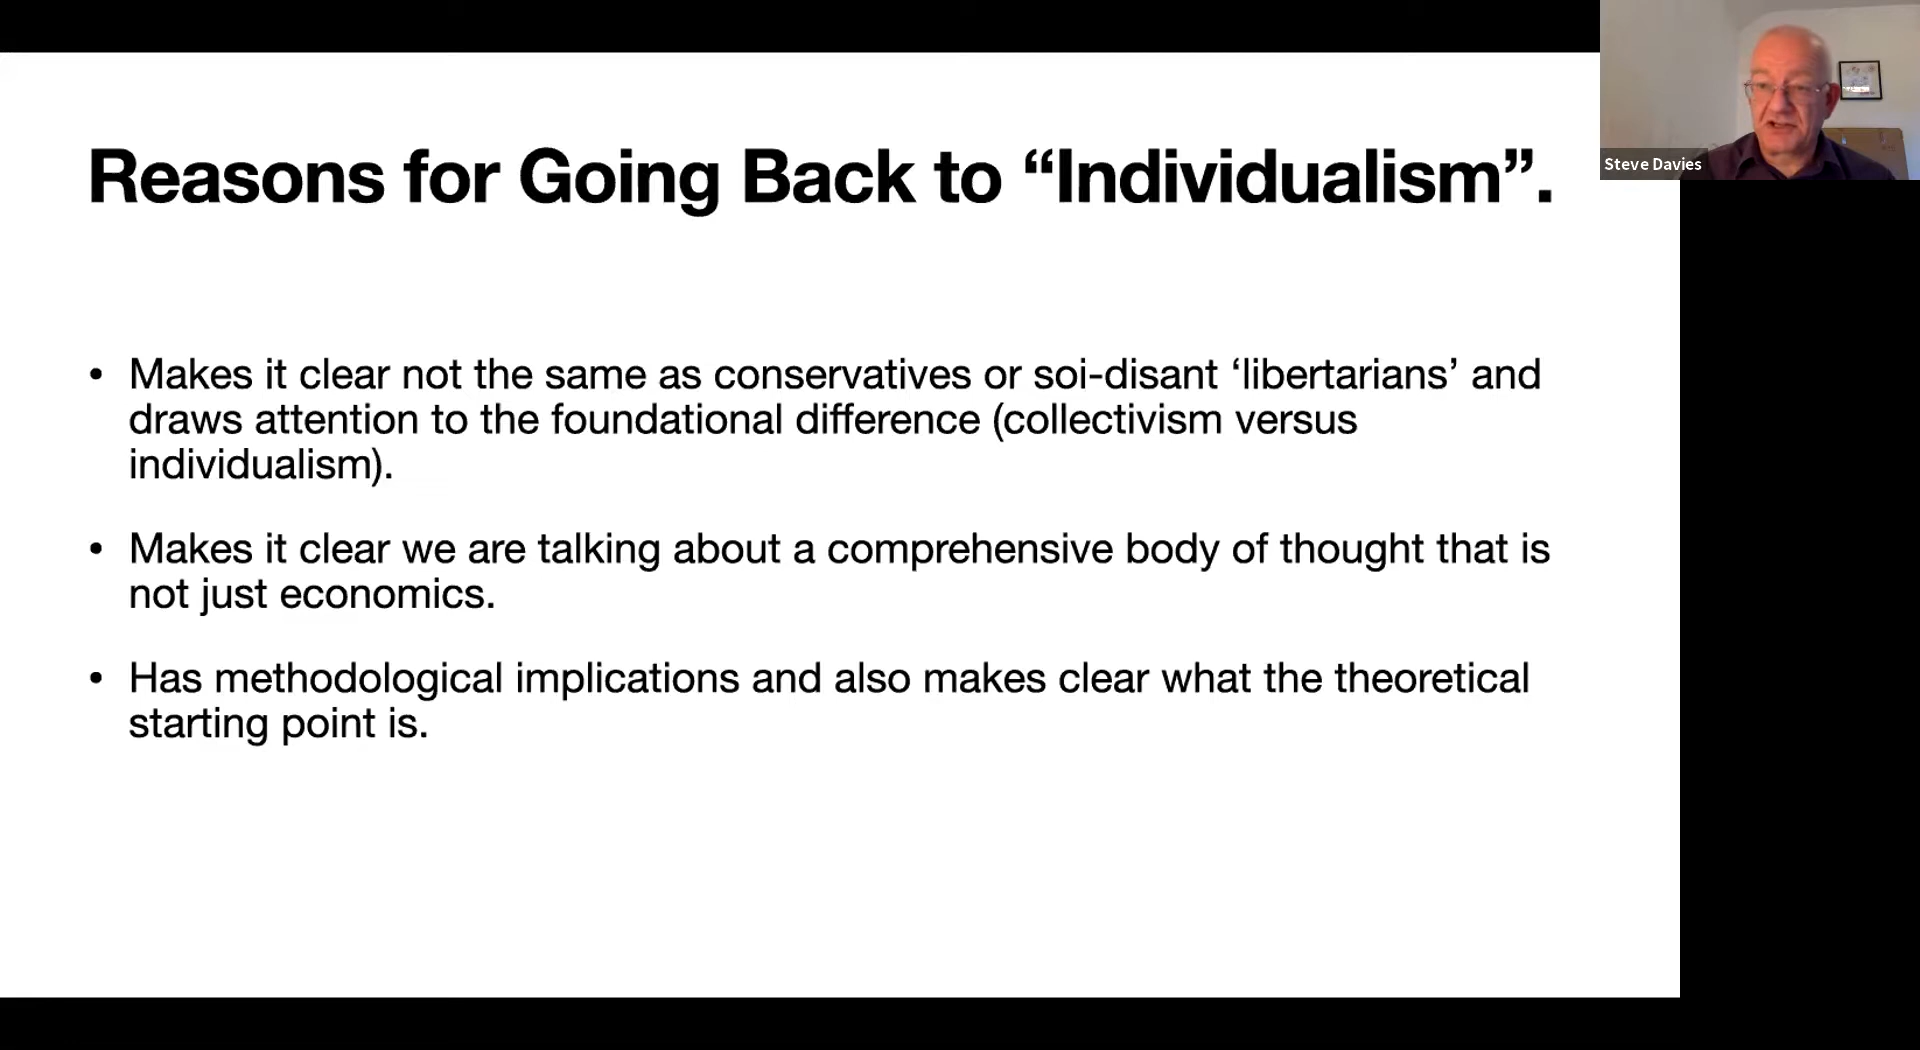 Reasons for Going Back to “Individualism”.
Steve Davies
• Makes it clear not the same as conservatives or soi-disant ‘libertarians’ and
draws attention to the foundational difference (collectivism versus
individualism).
• Makes it clear we are talking about a comprehensive body of thought that is
not just economics.
• Has methodological implications and also makes clear what the theoretical
starting point is.